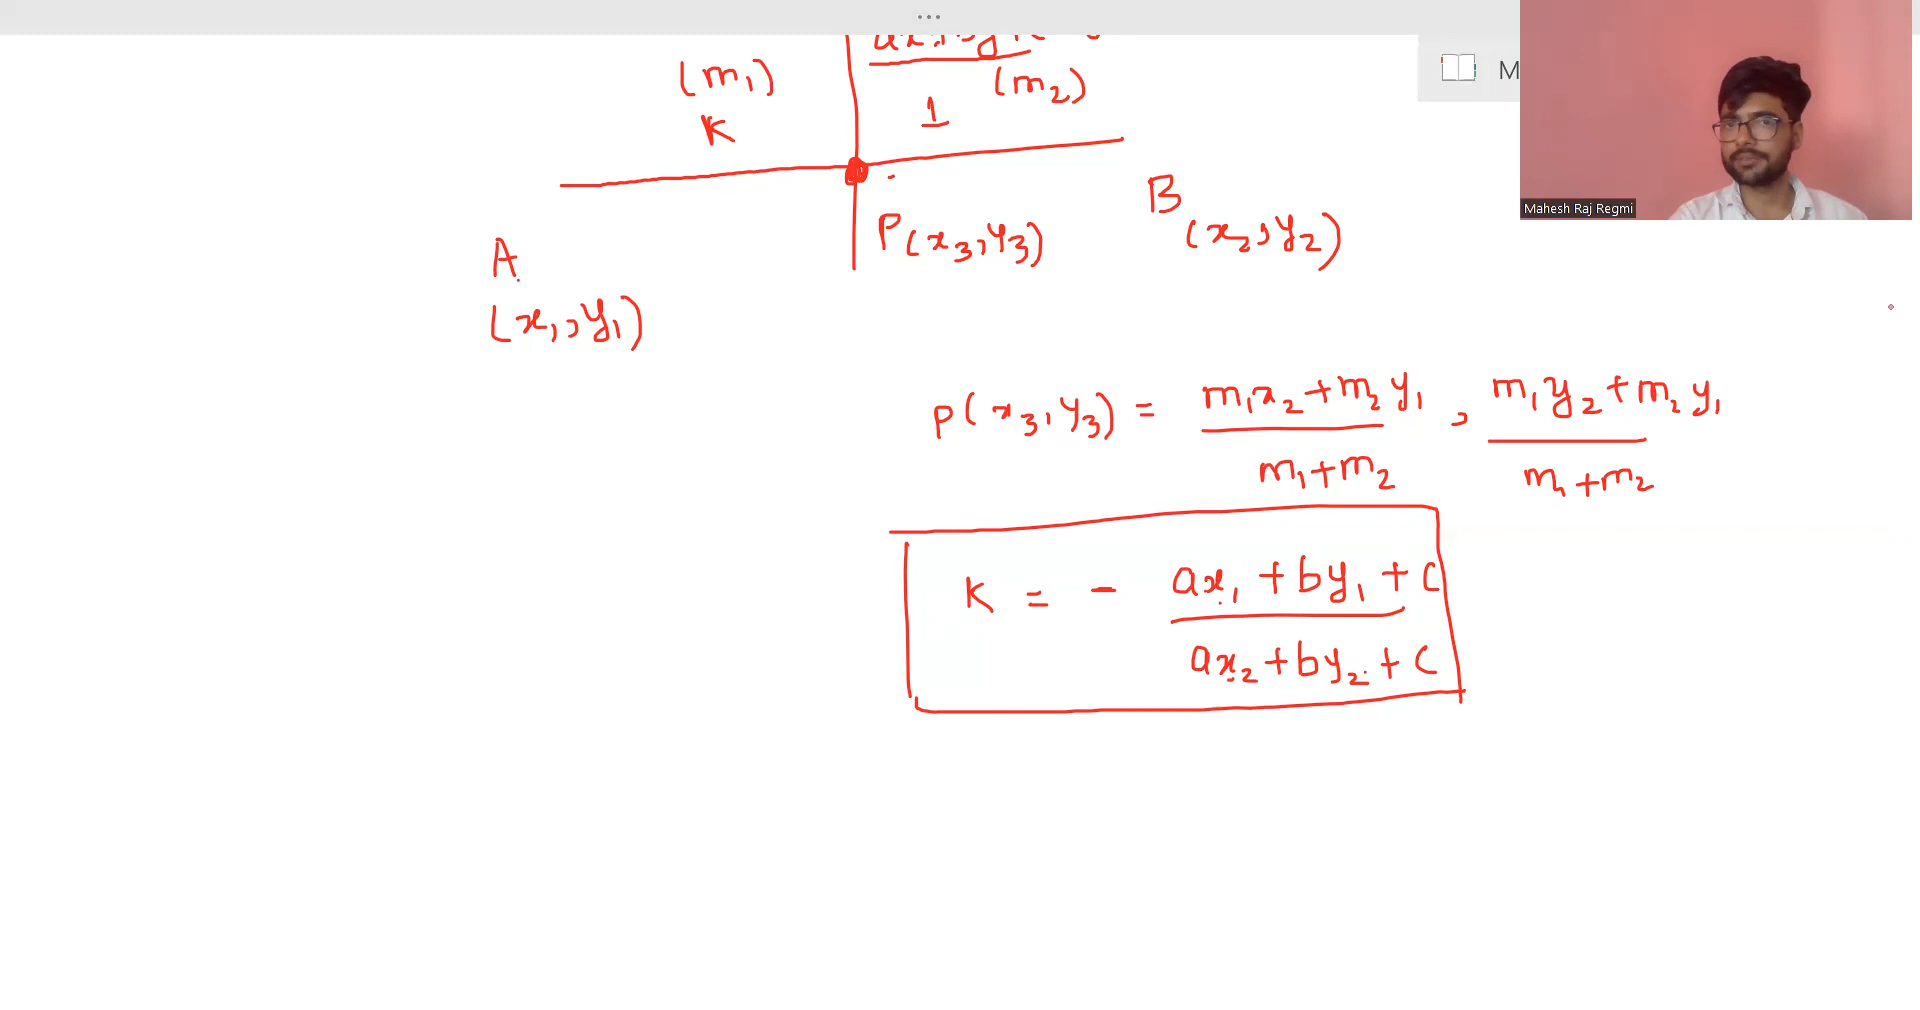 (m₁)
(m₂)
K
1
P(x₃,y₃)
B
(x₂,y₂)
A
(x₁,y₁)
P(x₃,y₃) = m₁x₂+m₂y₁ , m₁y₂+m₂y₁
m₁+m₂ m₁+m₂
K = - ax₁+by₁+c
ax₂+by₂+c
M
Mahesh Raj Regmi